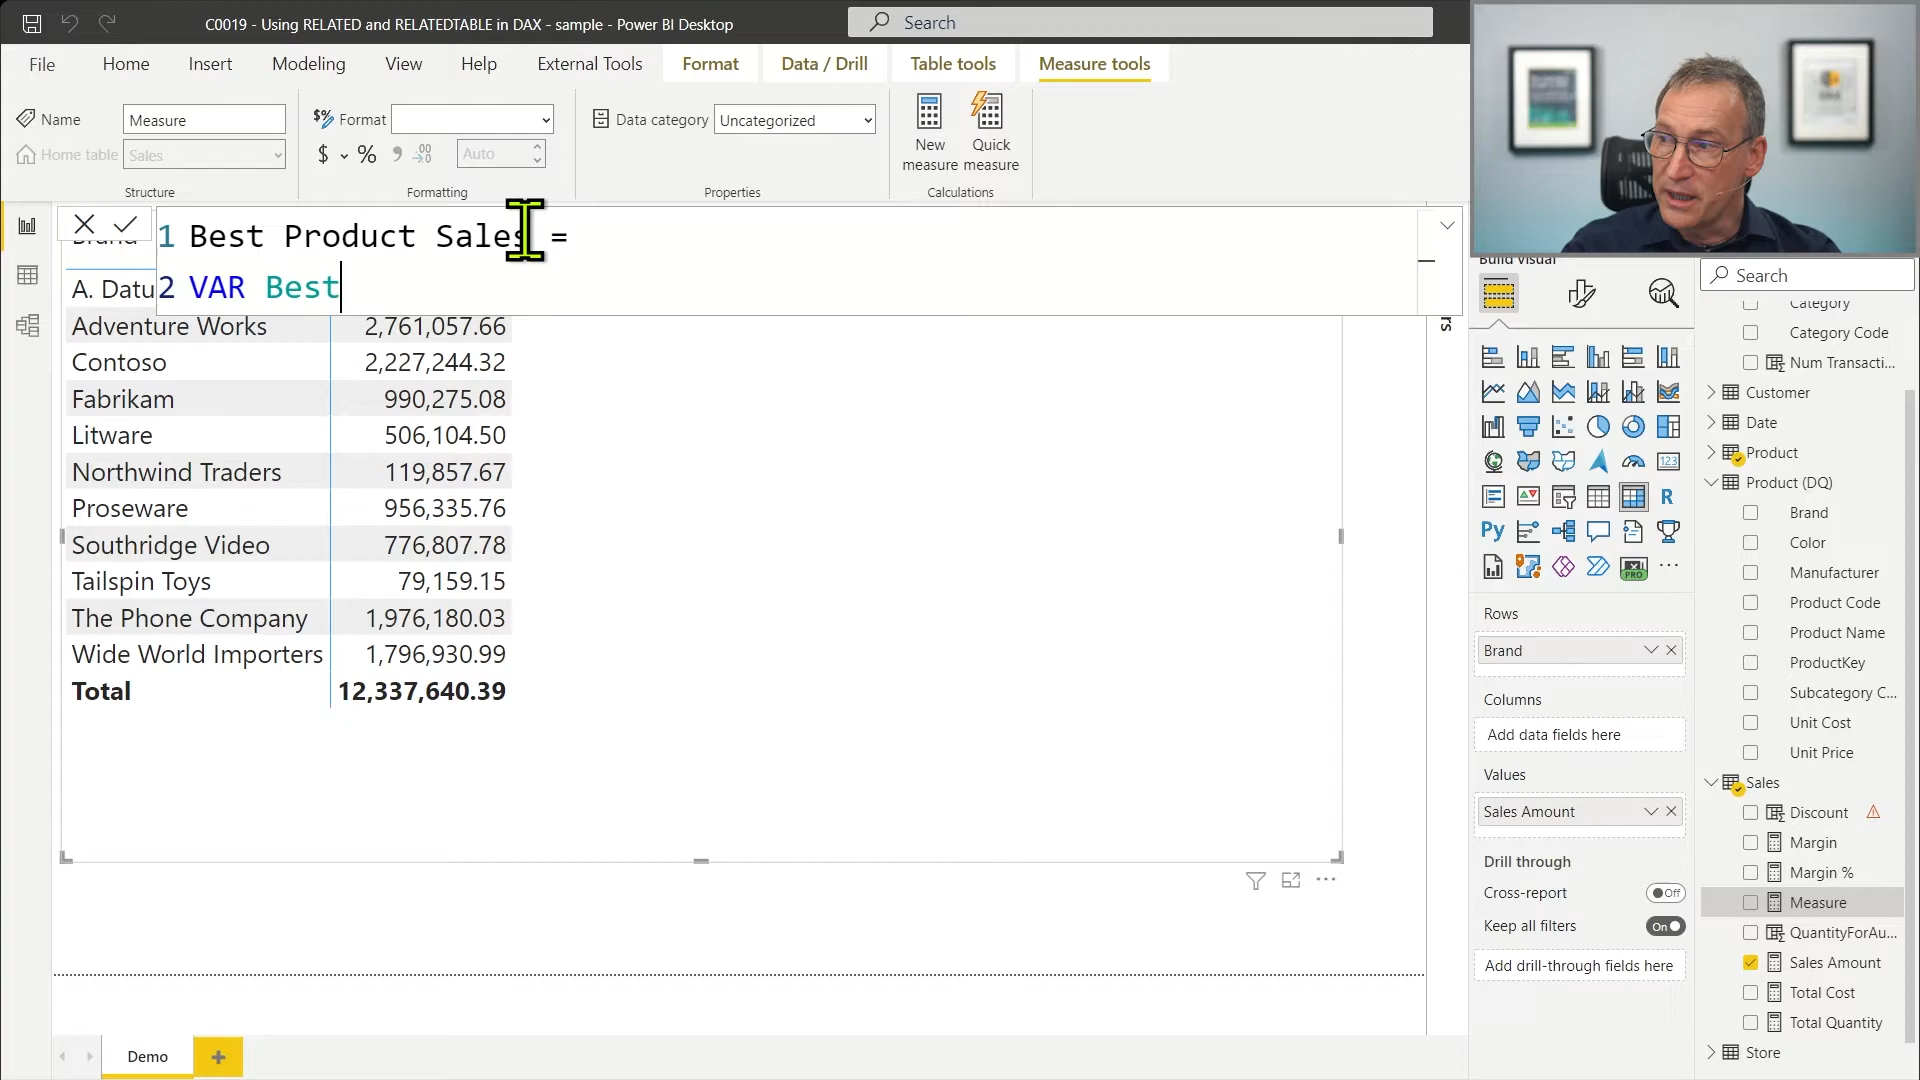 C0019 - Using RELATED and RELATEDTABLE in DAX - sample - Power BI Desktop
Search
File Home Insert Modeling View Help External Tools Format Data / Drill Table tools Measure tools
Name Measure
Home table Sales
Structure
Format
$ % Auto
Formatting
Data category Uncategorized
Properties
New measure
Quick measure
Calculations
1 Best Product Sales =
2 VAR Best
Brand
A. Datu
Adventure Works 2,761,057.66
Contoso 2,227,244.32
Fabrikam 990,275.08
Litware 506,104.50
Northwind Traders 119,857.67
Proseware 956,335.76
Southridge Video 776,807.78
Tailspin Toys 79,159.15
The Phone Company 1,976,180.03
Wide World Importers 1,796,930.99
Total 12,337,640.39
rs
Build visual
123
R
Py
PRO
Rows
Brand
Columns
Add data fields here
Values
Sales Amount
Drill through
Cross-report Off
Keep all filters On
Add drill-through fields here
Search
Category
Category Code
Num Transacti...
Customer
Date
Product
Product (DQ)
Brand
Color
Manufacturer
Product Code
Product Name
ProductKey
Subcategory C...
Unit Cost
Unit Price
Sales
Discount
Margin
Margin %
Measure
QuantityForAu...
Sales Amount
Total Cost
Total Quantity
Store
Demo